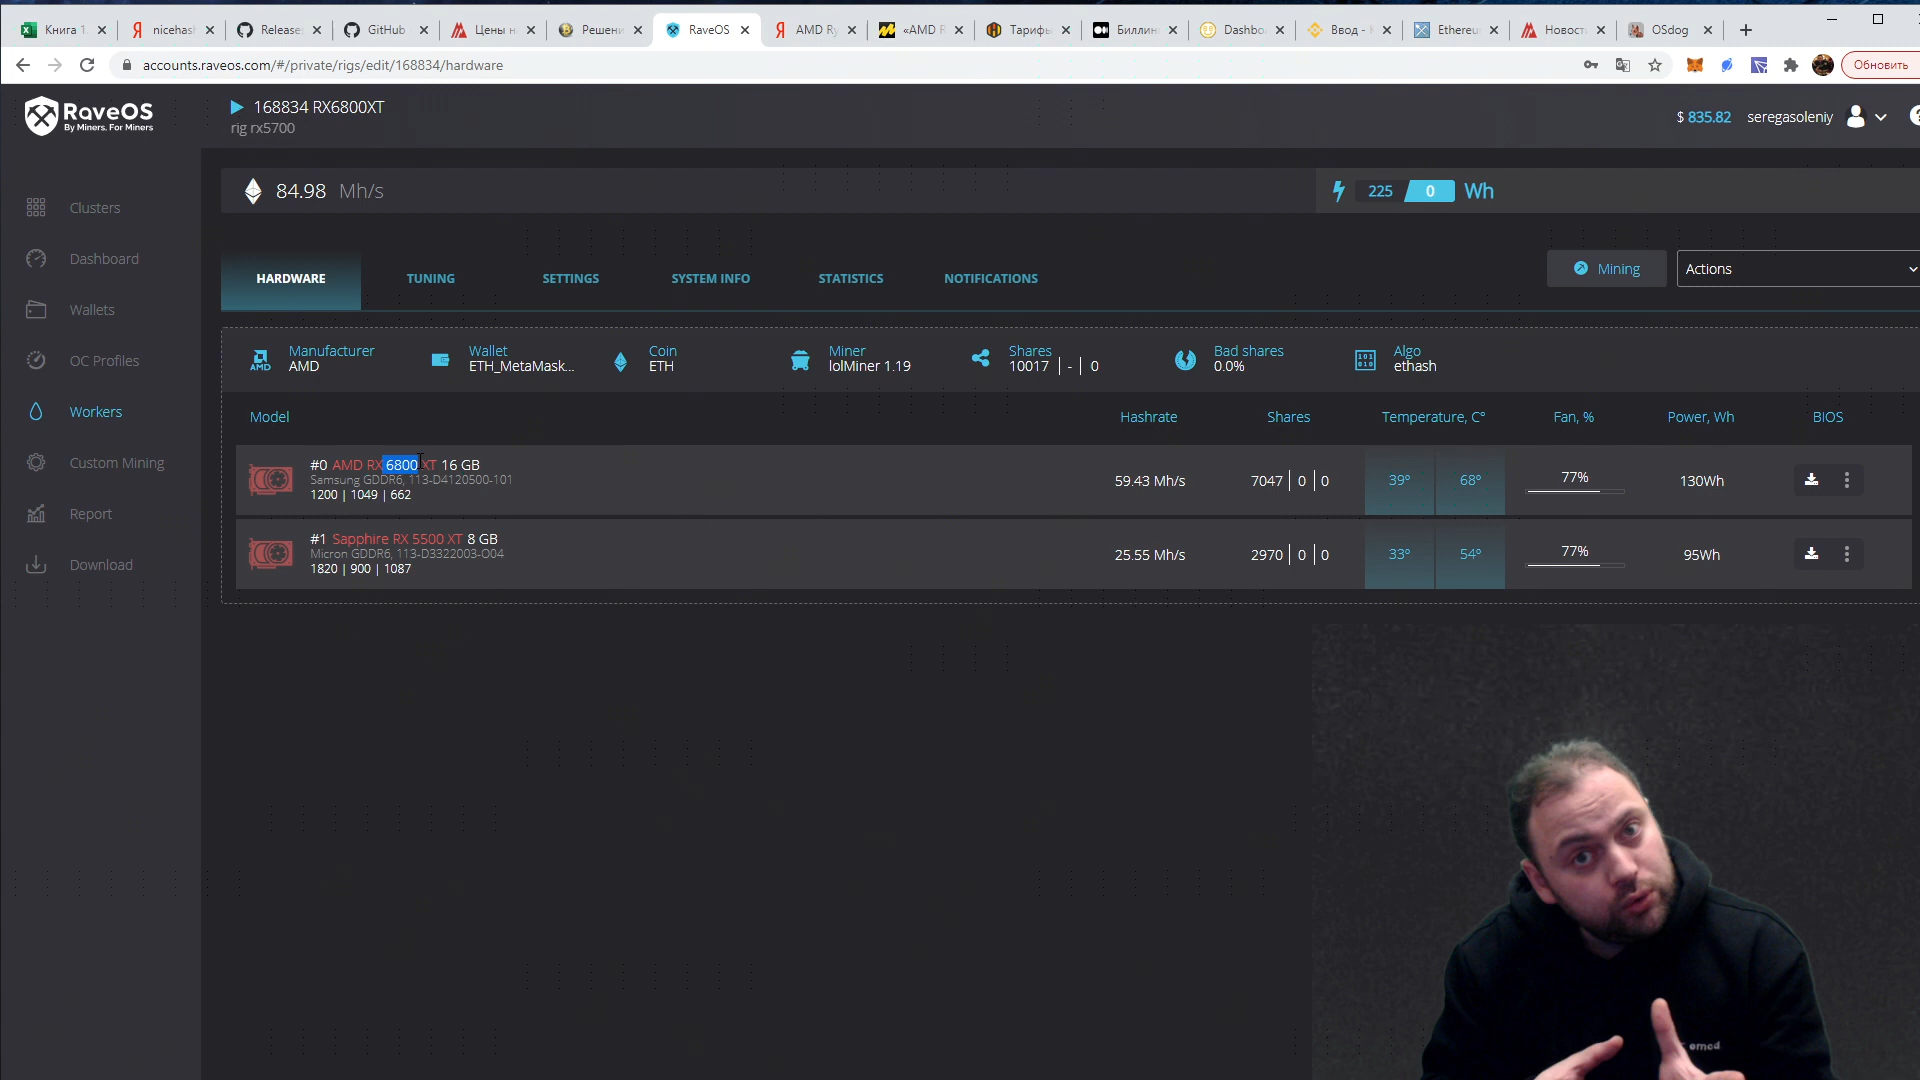 Книга 1.
nicehas
Release
GitHub
Цены н
Решени
RaveOS
AMD Ry
«AMD R
Тарифы
Биллин
Dashbo
Ввод -
Ethereu
Новост
OSdog
accounts.raveos.com/#/private/rigs/edit/168834/hardware
Обновить
RaveOS
By Miners. For Miners
168834 RX6800XT
rig rx5700
$ 835.82
seregasoleniy
84.98 Mh/s
225 0 Wh
Clusters
Dashboard
Wallets
OC Profiles
Workers
Custom Mining
Report
Download
HARDWARE
TUNING
SETTINGS
SYSTEM INFO
STATISTICS
NOTIFICATIONS
Mining
Actions
AMD
Manufacturer
AMD
Wallet
ETH_MetaMask...
Coin
ETH
Miner
lolMiner 1.19
Shares
10017 | - | 0
Bad shares
0.0%
Algo
ethash
Model
Hashrate
Shares
Temperature, C°
Fan, %
Power, Wh
BIOS
#0 AMD RX 6800 XT 16 GB
Samsung GDDR6, 113-D4120500-101
1200 | 1049 | 662
59.43 Mh/s
7047 | 0 | 0
39°
68°
77%
130Wh
#1 Sapphire RX 5500 XT 8 GB
Micron GDDR6, 113-D3322003-O04
1820 | 900 | 1087
25.55 Mh/s
2970 | 0 | 0
33°
54°
77%
95Wh
emcd